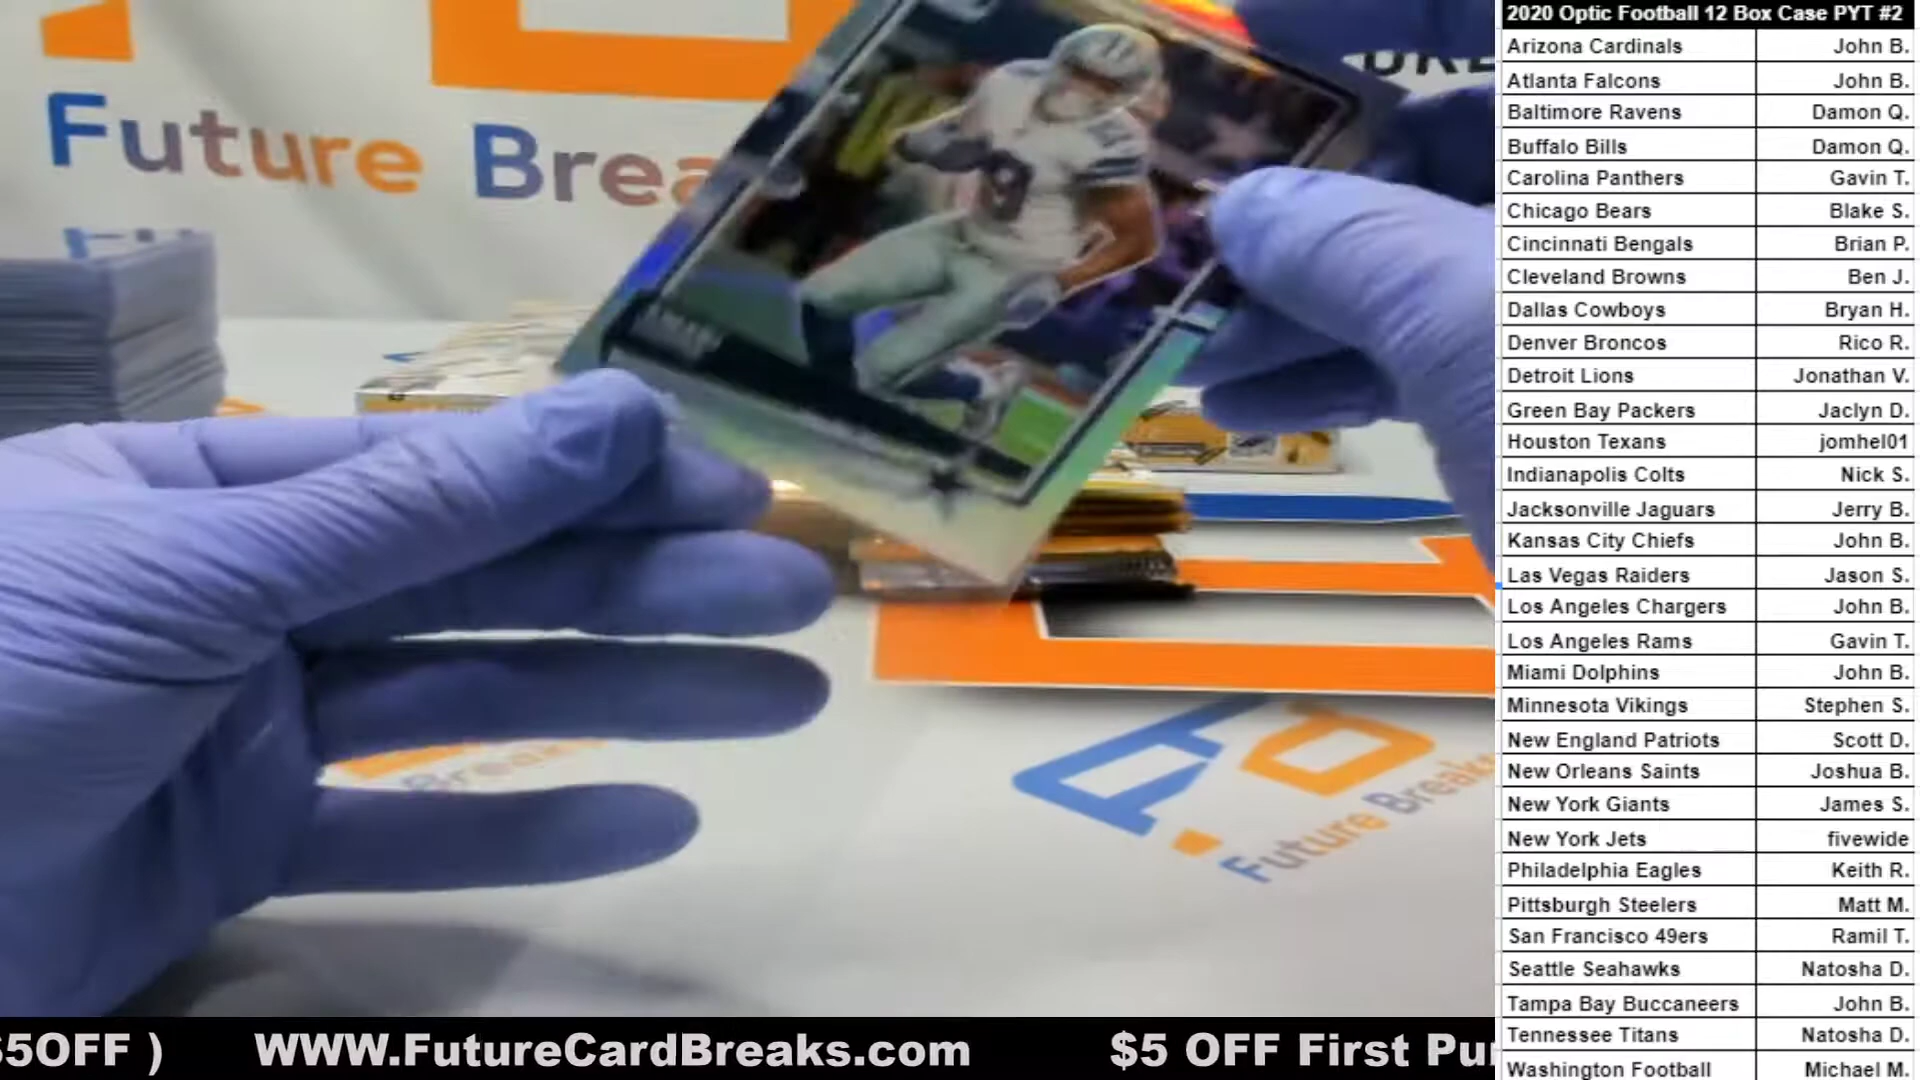 Future Brea
2020 Optic Football 12 Box Case PYT #2
Arizona Cardinals John B.
Atlanta Falcons John B.
Baltimore Ravens Damon Q.
Buffalo Bills Damon Q.
Carolina Panthers Gavin T.
Chicago Bears Blake S.
Cincinnati Bengals Brian P.
Cleveland Browns Ben J.
Dallas Cowboys Bryan H.
Denver Broncos Rico R.
Detroit Lions Jonathan V.
Green Bay Packers Jaclyn D.
Houston Texans jomhel01
Indianapolis Colts Nick S.
Jacksonville Jaguars Jerry B.
Kansas City Chiefs John B.
Las Vegas Raiders Jason S.
Los Angeles Chargers John B.
Los Angeles Rams Gavin T.
Miami Dolphins John B.
Minnesota Vikings Stephen S.
New England Patriots Scott D.
New Orleans Saints Joshua B.
New York Giants James S.
New York Jets fivewide
Philadelphia Eagles Keith R.
Pittsburgh Steelers Matt M.
San Francisco 49ers Ramil T.
Seattle Seahawks Natosha D.
Tampa Bay Buccaneers John B.
Tennessee Titans Natosha D.
Washington Football Michael M.
Breaks
Future Breaks
$5OFF ) WWW.FutureCardBreaks.com $5 OFF First Pu